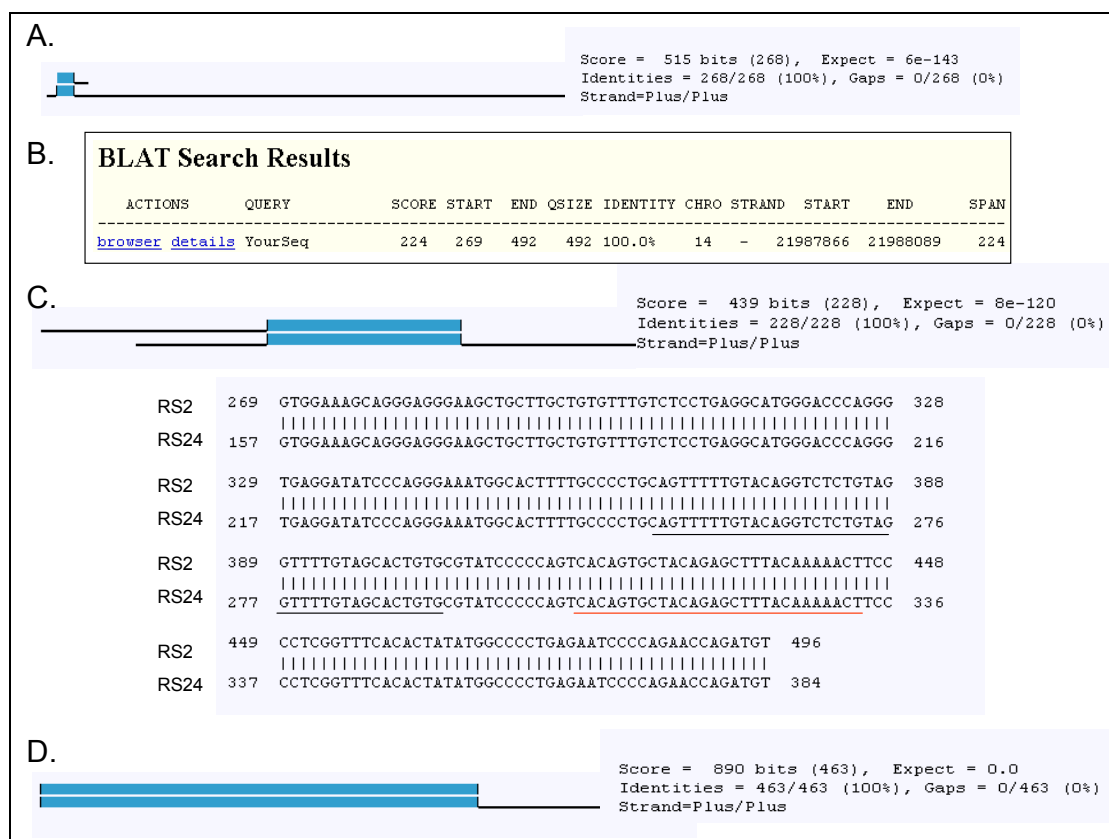 A.
Score = 515 bits (268), Expect = 6e-143
Identities = 268/268 (100%), Gaps = 0/268 (0%)
Strand=Plus/Plus
B.
BLAT Search Results
ACTIONS QUERY SCORE START END QSIZE IDENTITY CHRO STRAND START END SPAN
---------------------------------------------------------------------------------------------------
browser details YourSeq 224 269 492 492 100.0% 14 - 21987866 21988089 224
C.
Score = 439 bits (228), Expect = 8e-120
Identities = 228/228 (100%), Gaps = 0/228 (0%)
Strand=Plus/Plus
RS2 269 GTGGAAAGCAGGGAGGGAAGCTGCTTGCTGTGTTTGTCTCCTGAGGCATGGGACCCAGGG 328
RS24 157 GTGGAAAGCAGGGAGGGAAGCTGCTTGCTGTGTTTGTCTCCTGAGGCATGGGACCCAGGG 216
RS2 329 TGAGGATATCCCAGGGAAATGGCACTTTTGCCCCTGCAGTTTTTGTACAGGTCTCTGTAG 388
RS24 217 TGAGGATATCCCAGGGAAATGGCACTTTTGCCCCTGCAGTTTTTGTACAGGTCTCTGTAG 276
RS2 389 GTTTTGTAGCACTGTGCGTATCCCCCAGTCACAGTGCTACAGAGCTTTACAAAAACTTCC 448
RS24 277 GTTTTGTAGCACTGTGCGTATCCCCCAGTCACAGTGCTACAGAGCTTTACAAAAACTTCC 336
RS2 449 CCTCGGTTTCACACTATATGGCCCCTGAGAATCCCCAGAACCAGATGT 496
RS24 337 CCTCGGTTTCACACTATATGGCCCCTGAGAATCCCCAGAACCAGATGT 384
D.
Score = 890 bits (463), Expect = 0.0
Identities = 463/463 (100%), Gaps = 0/463 (0%)
Strand=Plus/Plus